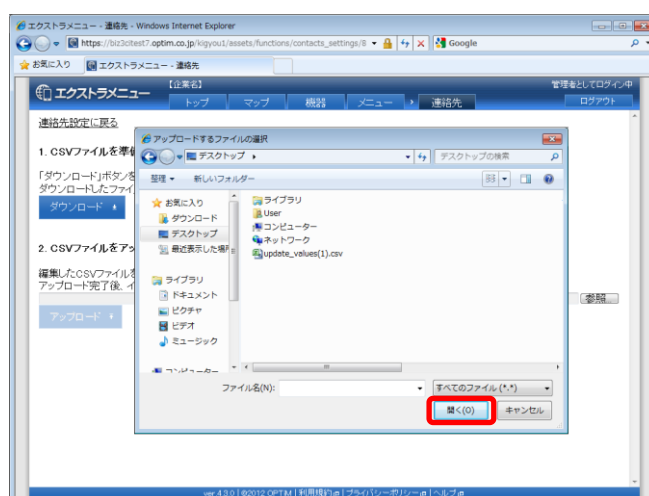 エクストラメニュー - 連絡先 - Windows Internet Explorer
https://biz3citest7.optim.co.jp/kigyou1/assets/functions/contacts_settings/8
Google
お気に入り
エクストラメニュー - 連絡先
エクストラメニュー
【企業名】
管理者としてログイン中
トップ
マップ
機器
メニュー
連絡先
ログアウト
連絡先設定に戻る
1. CSVファイルを準
「ダウンロード」ボタンを
ダウンロードしたファイ
ダウンロード
2. CSVファイルをア
編集したCSVファイルを
アップロード完了後、イ
参照...
アップロード
アップロードするファイルの選択
デスクトップ
デスクトップの検索
整理
新しいフォルダー
お気に入り
ダウンロード
デスクトップ
最近表示した場所
ライブラリ
ドキュメント
ピクチャ
ビデオ
ミュージック
コンピューター
ライブラリ
User
コンピューター
ネットワーク
update_values(1).csv
ファイル名(N):
すべてのファイル (*.*)
開く(O)
キャンセル
ver.4.3.0 | ©2012 OPTiM | 利用規約 | プライバシーポリシー | ヘルプ